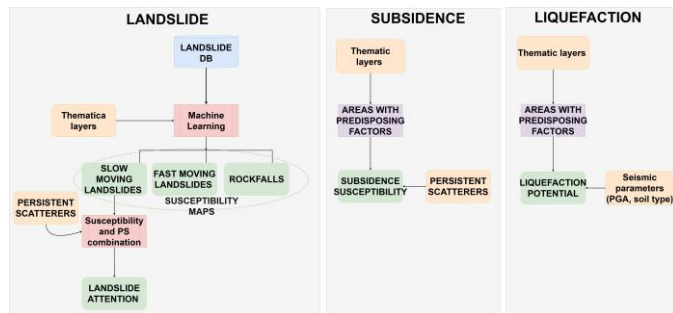 LANDSLIDE
LANDSLIDE
DB
Thematica
layers
Machine
Learning
SLOW
MOVING
LANDSLIDES
FAST MOVING
LANDSLIDES
ROCKFALLS
SUSCEPTIBILITY
MAPS
PERSISTENT
SCATTERERS
Susceptibility
and PS
combination
LANDSLIDE
ATTENTION
SUBSIDENCE
Thematic
layers
AREAS WITH
PREDISPOSING
FACTORS
SUBSIDENCE
SUSCEPTIBILITY
PERSISTENT
SCATTERERS
LIQUEFACTION
Thematic layers
AREAS WITH
PREDISPOSING
FACTORS
LIQUEFACTION
POTENTIAL
Seismic
parameters
(PGA, soil type)